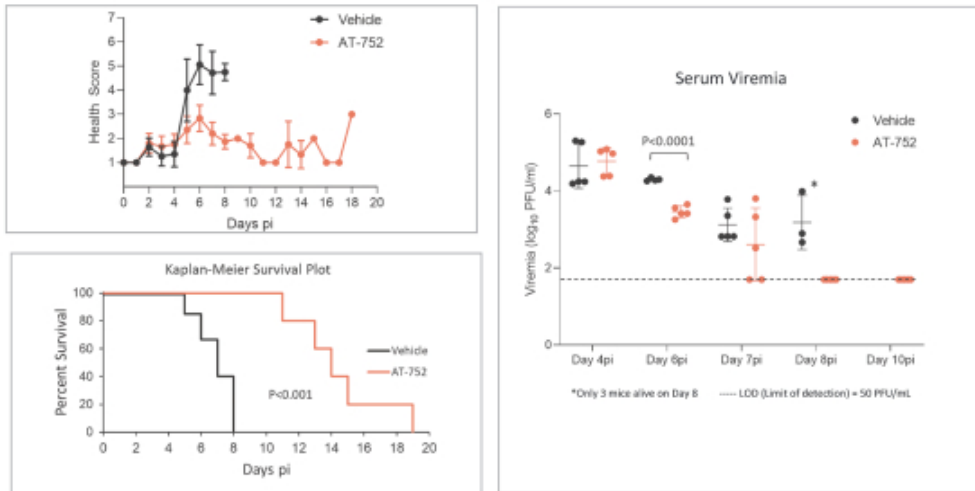 Vehicle
AT-752
7
6
5
4
3
2
1
Health Score
0 2 4 6 8 10 12 14 16 18 20
Days pi
Kaplan-Meier Survival Plot
100
80
60
40
20
0
Percent Survival
Vehicle
AT-752
P<0.001
0 2 4 6 8 10 12 14 16 18 20
Days pi
Serum Viremia
Vehicle
AT-752
P<0.0001
*
6
4
2
0
Viremia (log₁₀ PFU/ml)
Day 4pi Day 6pi Day 7pi Day 8pi Day 10pi
*Only 3 mice alive on Day 8 ------ LOD (Limit of detection) = 50 PFU/mL